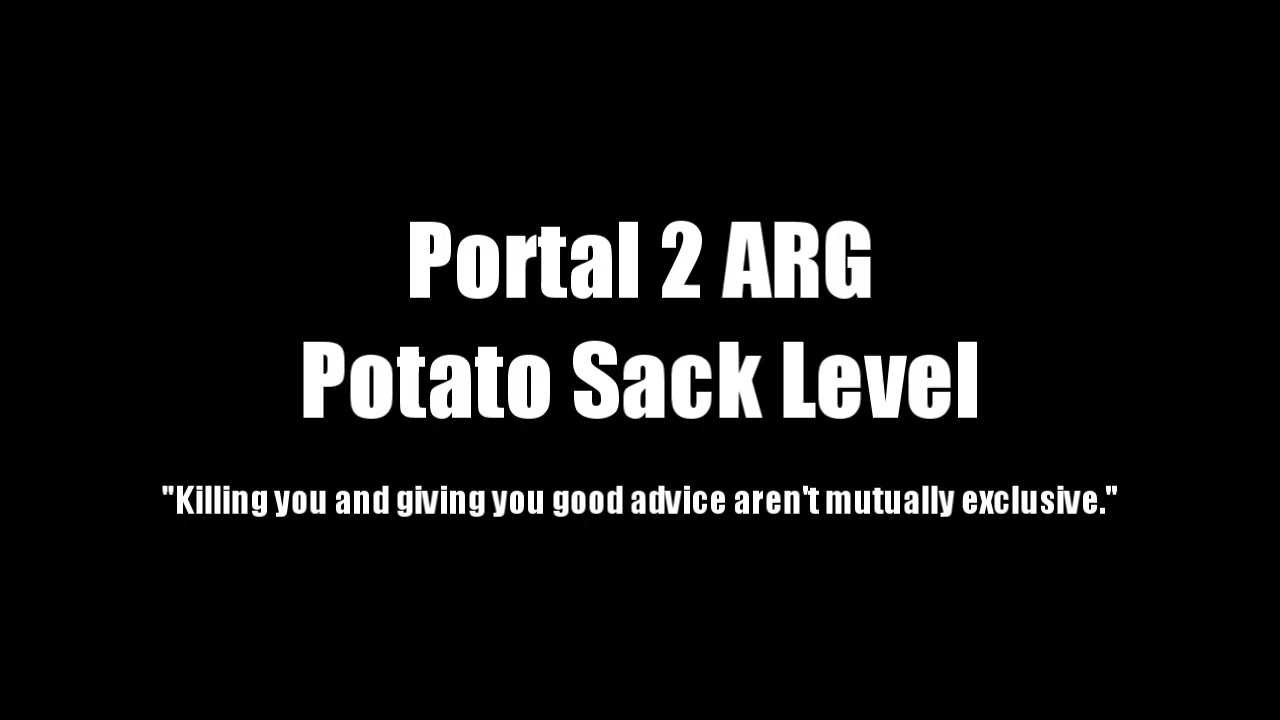 Portal 2 ARG
Potato Sack Level
"Killing you and giving you good advice aren't mutually exclusive."